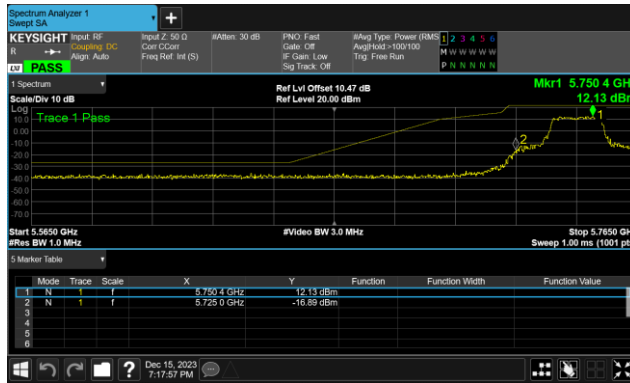 Spectrum Analyzer 1
Swept SA
+
KEYSIGHT
R
LXI
PASS
Input: RF
Coupling: DC
Align: Auto
Input Z: 50 Ω
Corr CCorr
Freq Ref: Int (S)
#Atten: 30 dB
PNO: Fast
Gate: Off
IF Gain: Low
Sig Track: Off
#Avg Type: Power (RMS
Avg|Hold:>100/100
Trig: Free Run
1 2 3 4 5 6
M W W W W W
P N N N N N
1 Spectrum
Scale/Div 10 dB
Ref Lvl Offset 10.47 dB
Ref Level 20.00 dBm
Mkr1 5.750 4 GH
12.13 dBr
Log
Trace 1 Pass
10.0
0.00
-10.0
-20.0
-30.0
-40.0
-50.0
-60.0
-70.0
1
2
Start 5.5650 GHz
#Res BW 1.0 MHz
#Video BW 3.0 MHz
Stop 5.7650 GHz
Sweep 1.00 ms (1001 pts
5 Marker Table
Mode Trace Scale X Y Function Function Width Function Value
1 N 1 f 5.750 4 GHz 12.13 dBm
2 N 1 f 5.725 0 GHz -16.89 dBm
3
4
5
6
?
Dec 15, 2023
7:17:57 PM